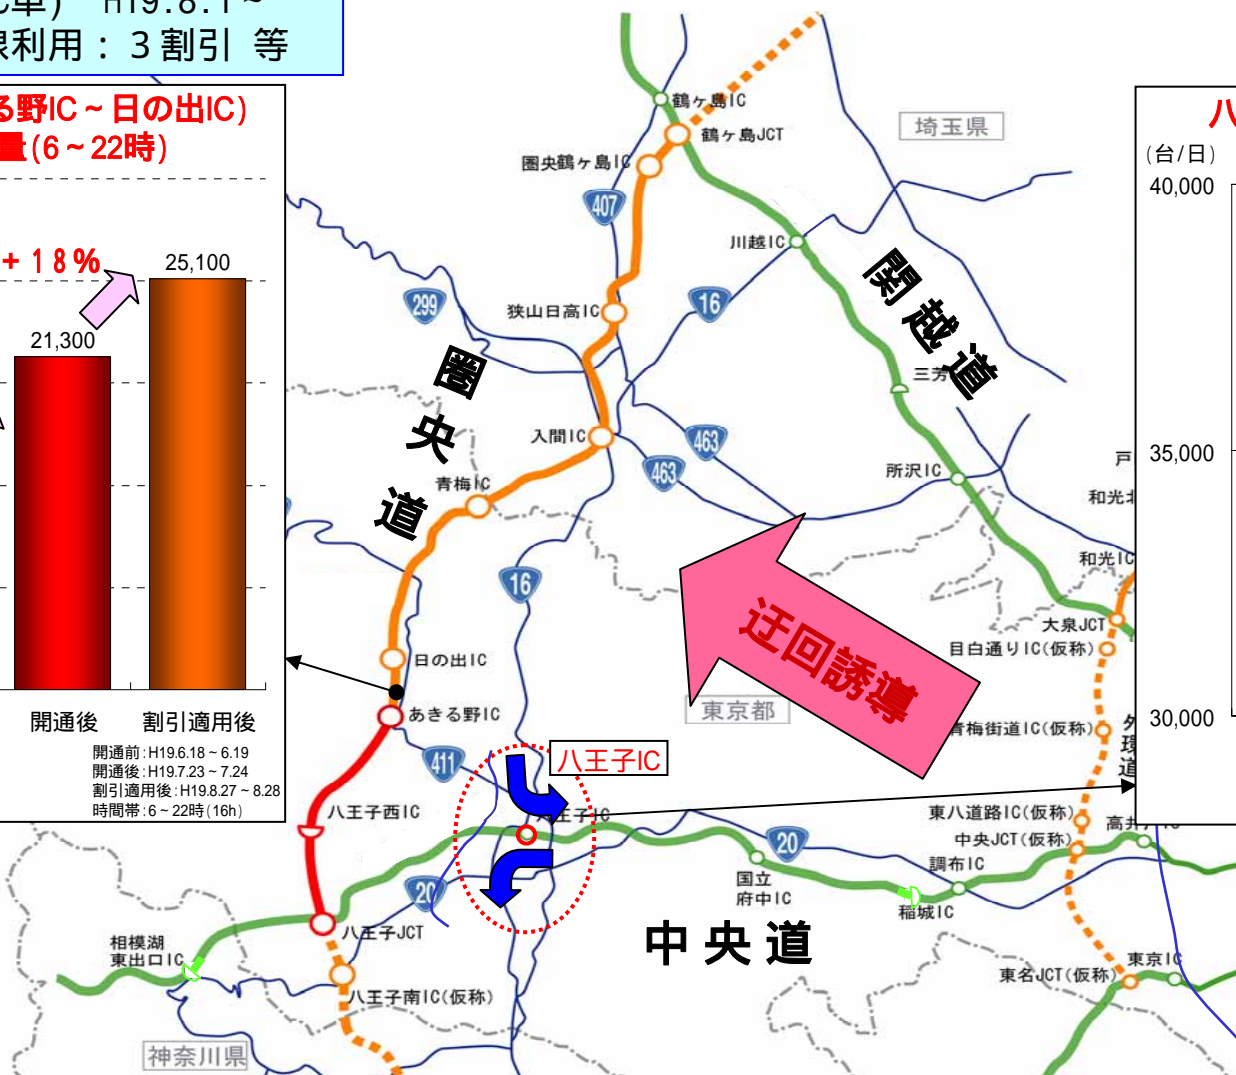 H19.8.1～
線利用：３割引 等
る野IC～日の出IC)
量(6～22時)
+18%
25,100
21,300
開通後
割引適用後
開通前:H19.6.18～6.19
開通後:H19.7.23～7.24
割引適用後:H19.8.27～8.28
時間帯:6～22時(16h)
鶴ヶ島IC
鶴ヶ島JCT
圏央鶴ヶ島IC
埼玉県
407
川越IC
299
狭山日高IC
16
関越道
圏央道
三芳
入間IC
463
463
所沢IC
青梅IC
和光北
和光IC
16
大泉JCT
目白通りIC(仮称)
迂回誘導
日の出IC
あきる野IC
東京都
青梅街道IC(仮称)
外環道
411
八王子IC
八王子西IC
八王子IC
東八道路IC(仮称)
中央JCT(仮称)
高井戸IC
20
調布IC
国立
府中IC
稲城IC
20
八王子JCT
中央道
相模湖
東出口IC
東京IC
東名JCT(仮称)
八王子南IC(仮称)
神奈川県
八
(台/日)
40,000
35,000
30,000